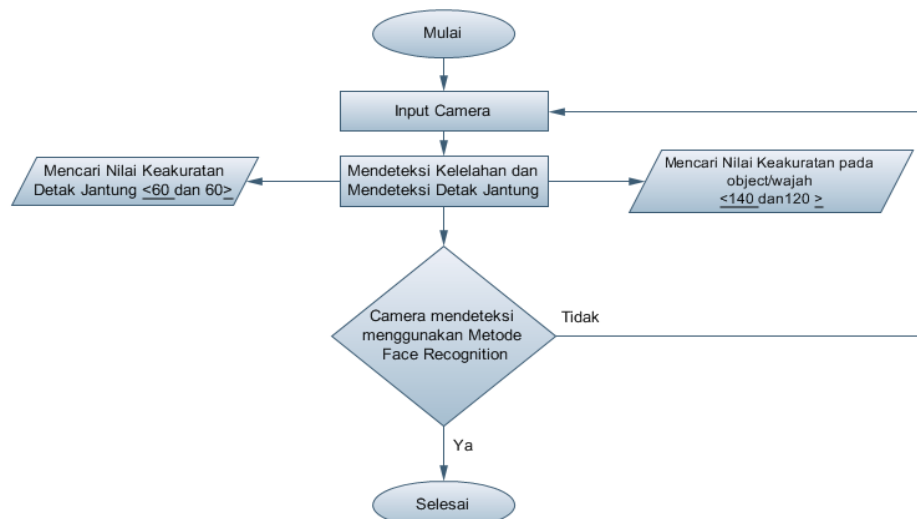 Mulai
Input Camera
Mencari Nilai Keakuratan
Detak Jantung <60 dan 60>
Mendeteksi Kelelahan dan
Mendeteksi Detak Jantung
Mencari Nilai Keakuratan pada
object/wajah
<140 dan120 >
Camera mendeteksi
menggunakan Metode
Face Recognition
Tidak
Ya
Selesai